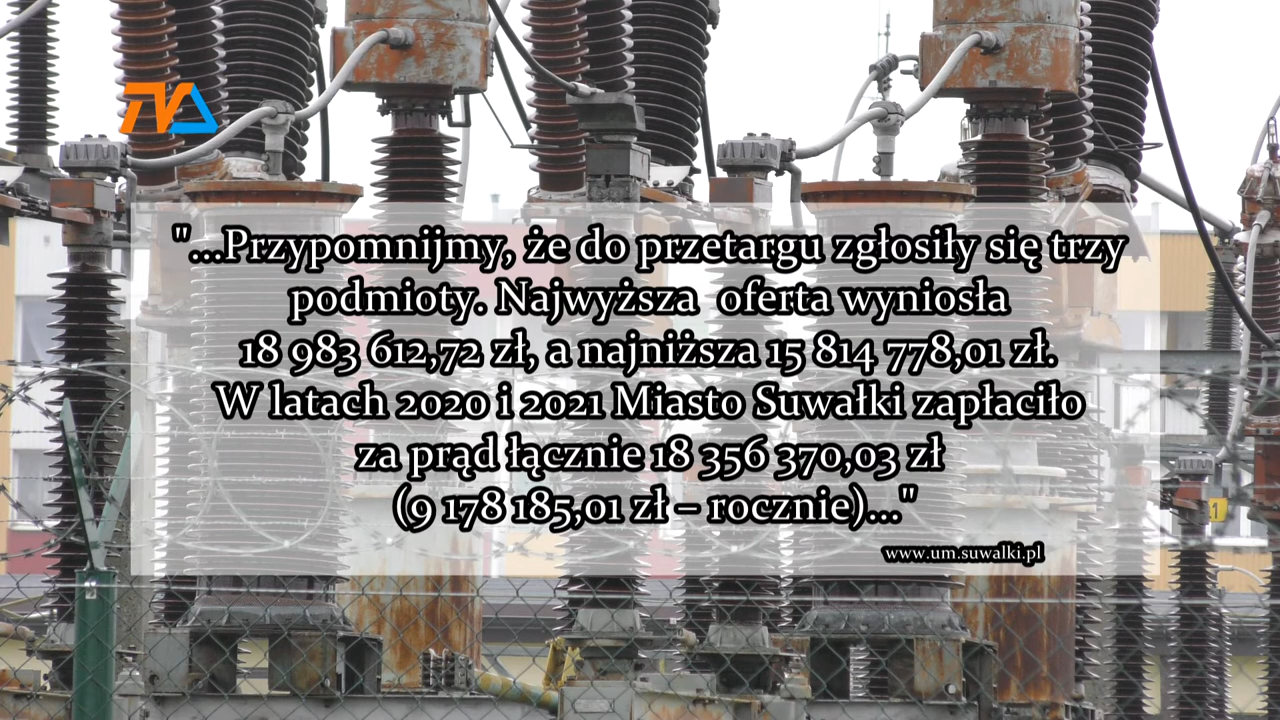 TVA
"...Przypomnijmy, że do przetargu zgłosiły się trzy
podmioty. Najwyższa oferta wyniosła
18 983 612,72 zł, a najniższa 15 814 778,01 zł.
W latach 2020 i 2021 Miasto Suwałki zapłaciło
za prąd łącznie 18 356 370,03 zł
(9 178 185,01 zł – rocznie)..."
www.um.suwalki.pl
1